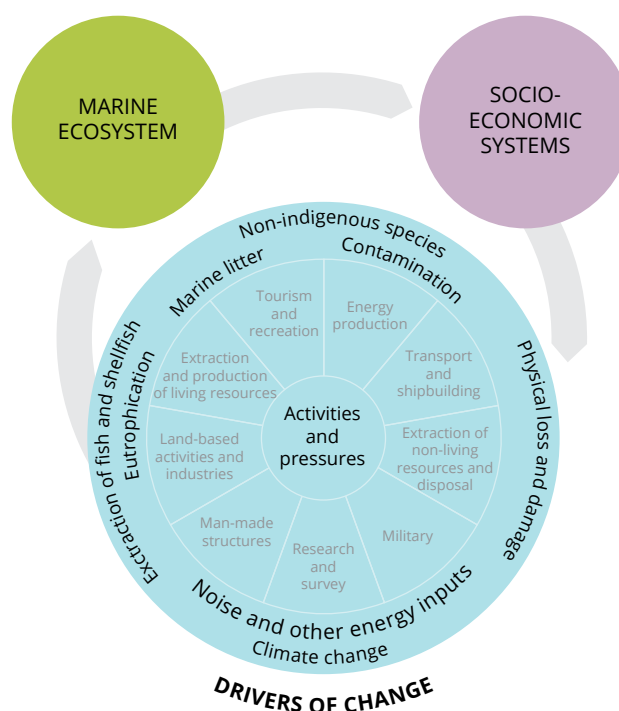 MARINE
ECOSYSTEM
SOCIO-
ECONOMIC
SYSTEMS
Non-indigenous species
Marine litter
Contamination
Tourism
and
recreation
Energy
production
Extraction
and production
of living resources
Transport
and
shipbuilding
Exctraction of fish and shellfish
Eutrophication
Physical loss and damage
Activities
and
pressures
Land-based
activities and
industries
Extraction of
non-living
resources and
disposal
Man-made
structures
Research
and
survey
Military
Noise and other energy inputs
Climate change
DRIVERS OF CHANGE